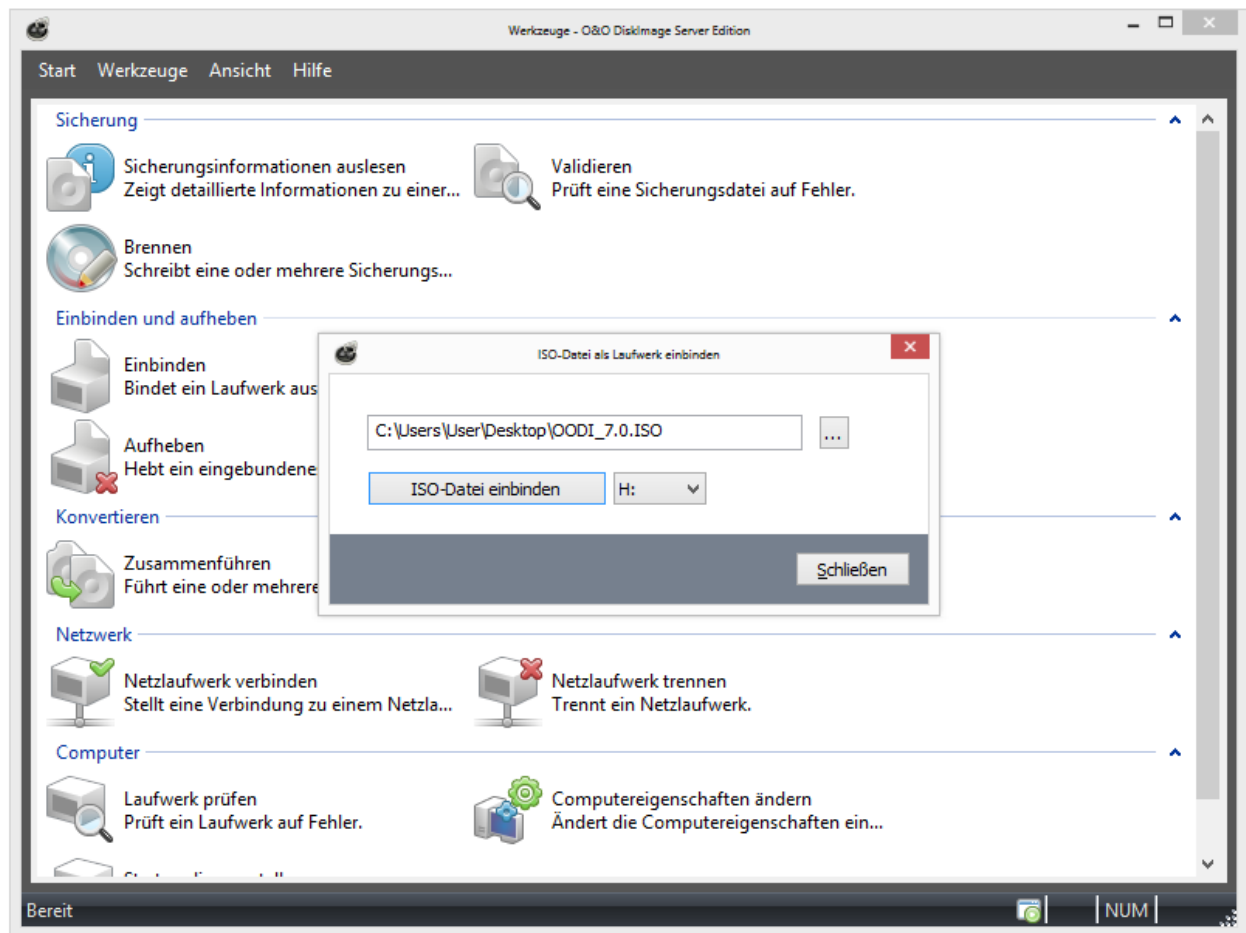 Werkzeuge - O&O DiskImage Server Edition
Start Werkzeuge Ansicht Hilfe
Sicherung
Sicherungsinformationen auslesen
Zeigt detaillierte Informationen zu einer...
Validieren
Prüft eine Sicherungsdatei auf Fehler.
Brennen
Schreibt eine oder mehrere Sicherungs...
Einbinden und aufheben
Einbinden
Bindet ein Laufwerk aus
Aufheben
Hebt ein eingebundene
ISO-Datei als Laufwerk einbinden
C:\Users\User\Desktop\OODI_7.0.ISO
...
ISO-Datei einbinden
H:
Schließen
Konvertieren
Zusammenführen
Führt eine oder mehrere
Netzwerk
Netzlaufwerk verbinden
Stellt eine Verbindung zu einem Netzla...
Netzlaufwerk trennen
Trennt ein Netzlaufwerk.
Computer
Laufwerk prüfen
Prüft ein Laufwerk auf Fehler.
Computereigenschaften ändern
Ändert die Computereigenschaften ein...
Bereit
NUM